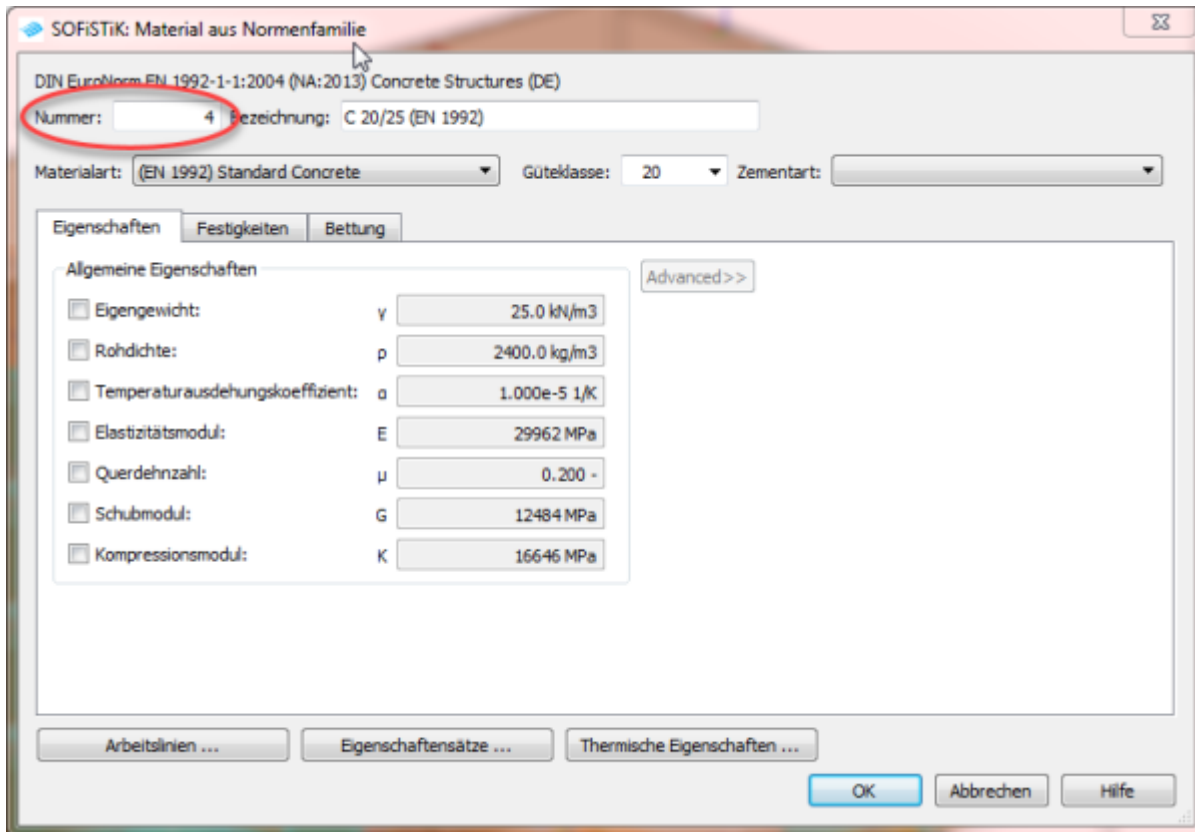 SOFiSTiK: Material aus Normenfamilie
DIN EuroNorm EN 1992-1-1:2004 (NA:2013) Concrete Structures (DE)
Nummer: 4 Bezeichnung: C 20/25 (EN 1992)
Materialart: (EN 1992) Standard Concrete Güteklasse: 20 Zementart:
Eigenschaften Festigkeiten Bettung
Allgemeine Eigenschaften Advanced>>
Eigengewicht: γ 25.0 kN/m3
Rohdichte: ρ 2400.0 kg/m3
Temperaturausdehungskoeffizient: α 1.000e-5 1/K
Elastizitätsmodul: E 29962 MPa
Querdehnzahl: μ 0.200 -
Schubmodul: G 12484 MPa
Kompressionsmodul: K 16646 MPa
Arbeitslinien ... Eigenschaftensätze ... Thermische Eigenschaften ...
OK Abbrechen Hilfe